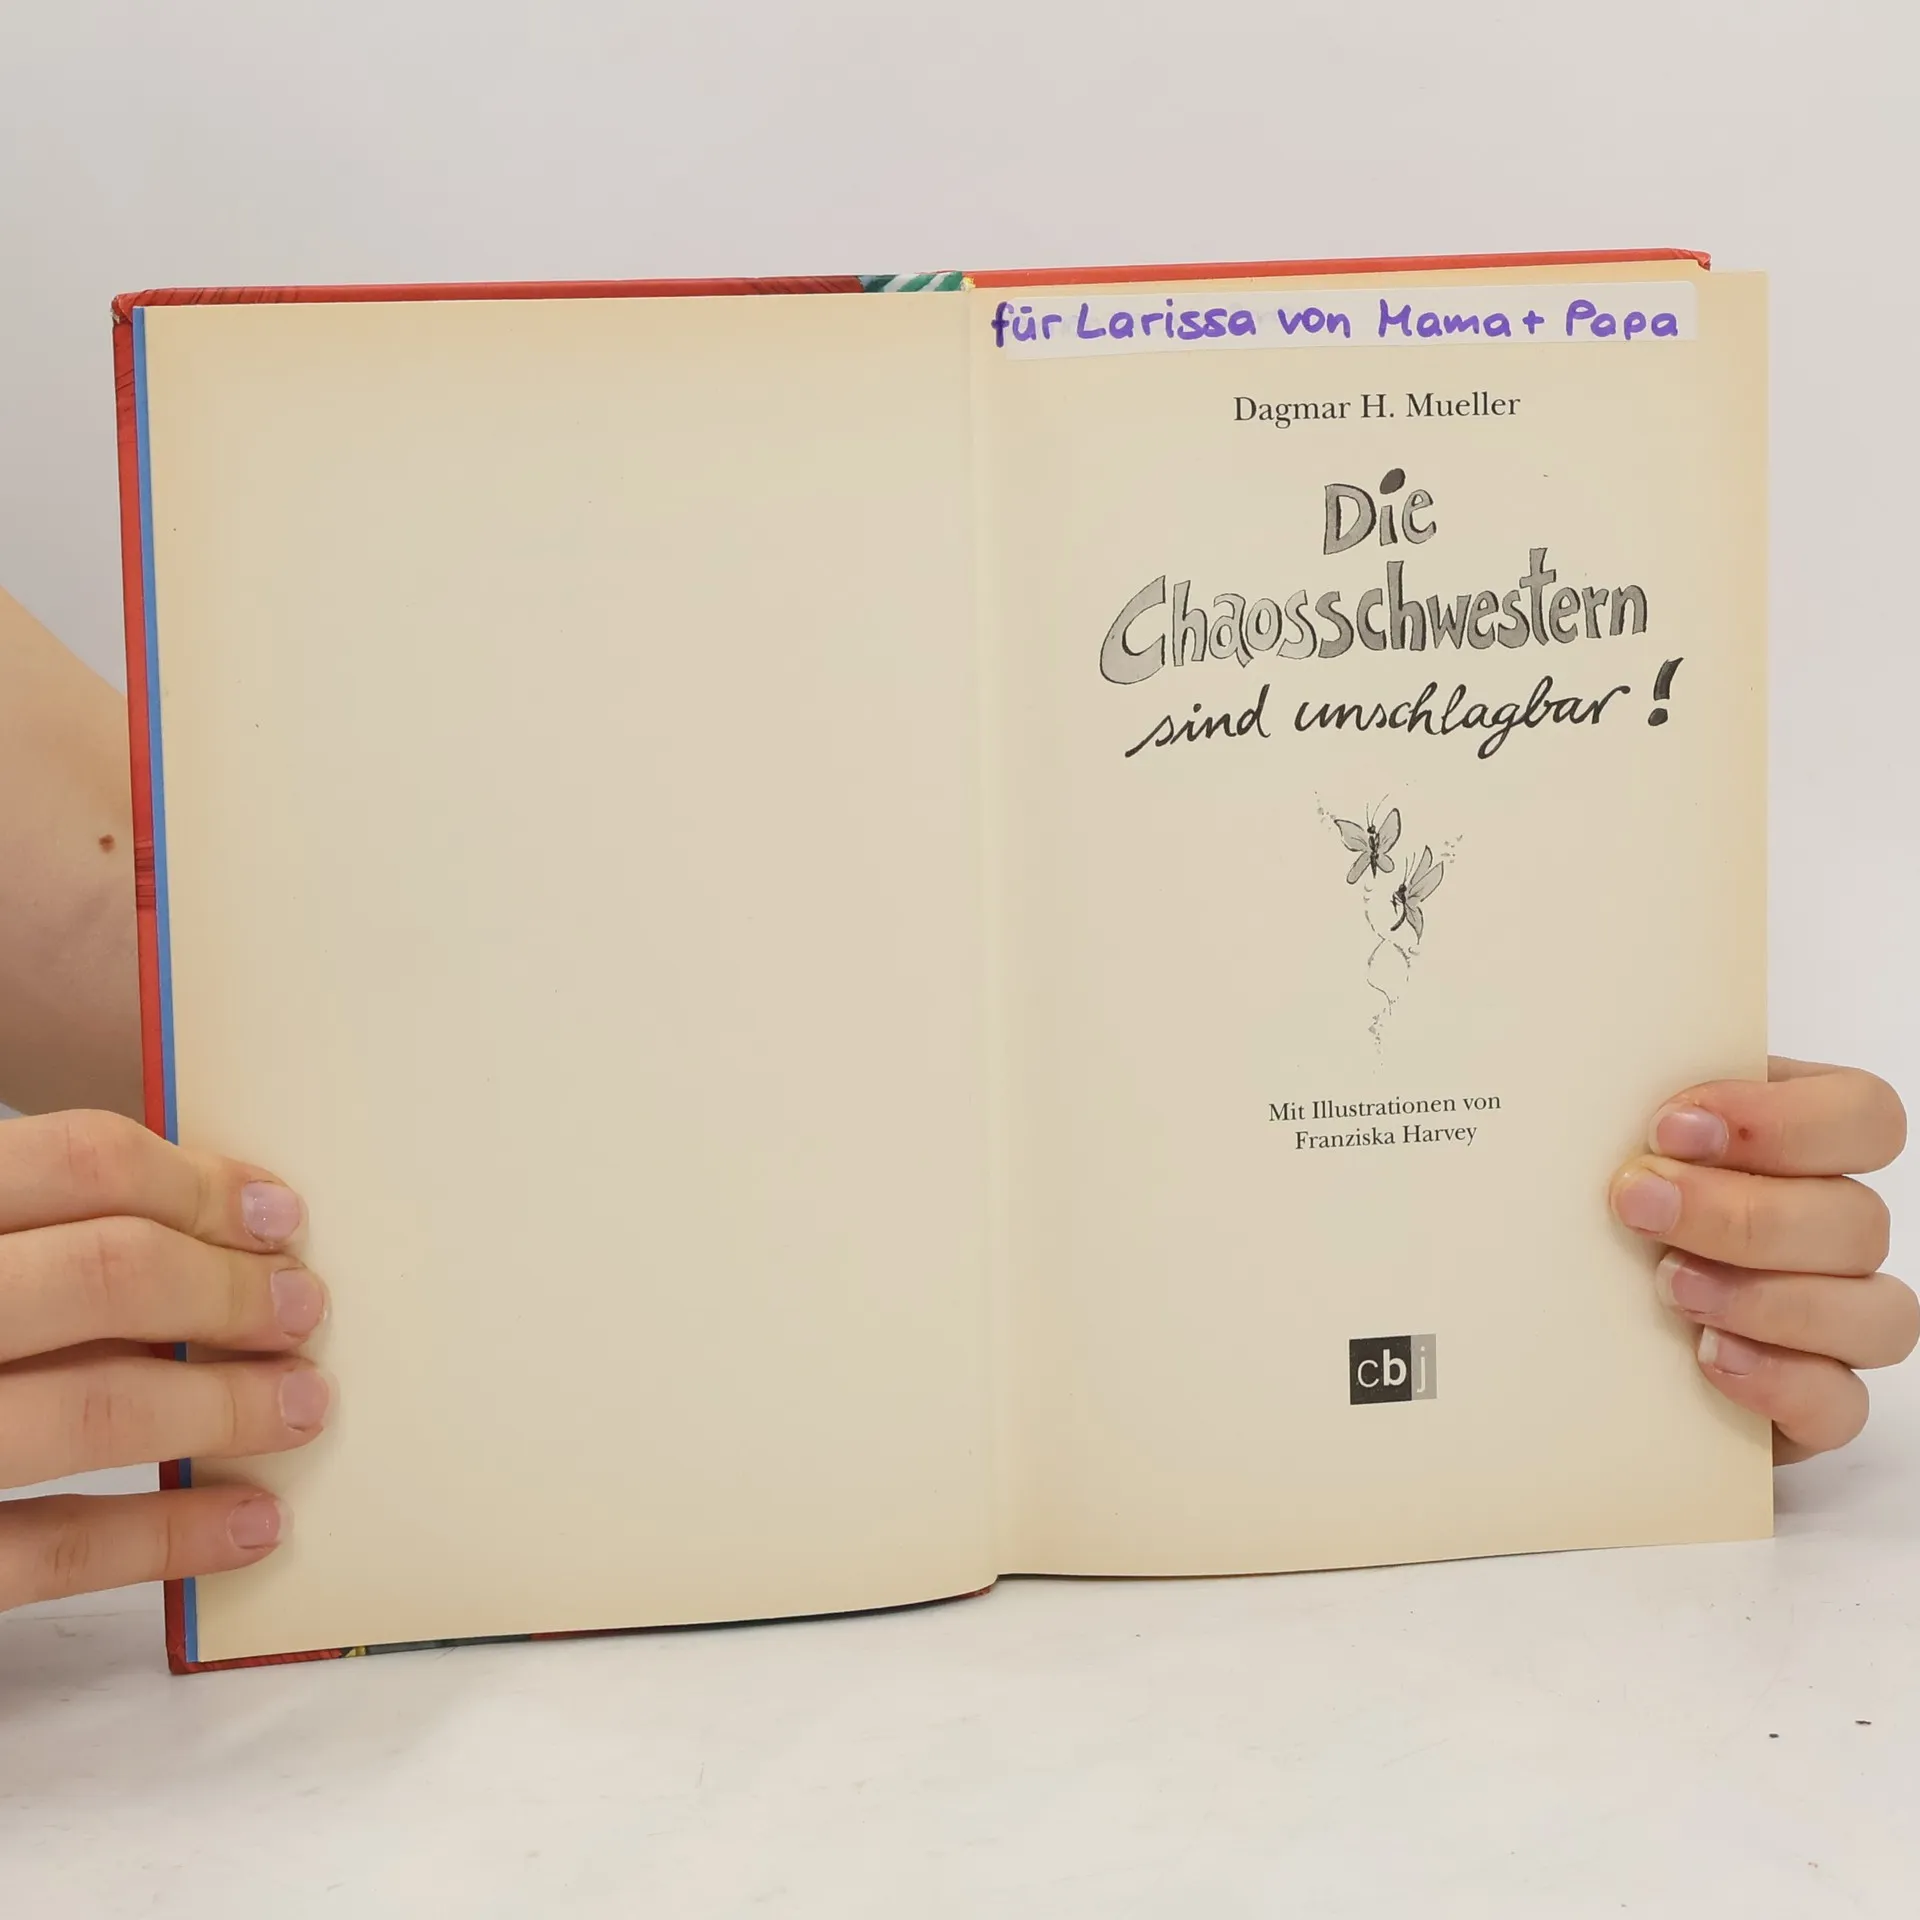 für Larissa von Mama + Papa
Dagmar H. Mueller
Die
Chaosschwestern
sind unschlagbar!
Mit Illustrationen von
Franziska Harvey
cbj